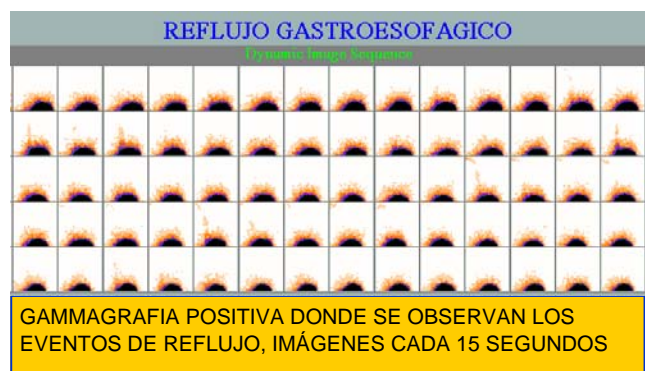 REFLUJO GASTROESOFAGICO
Dynamic Image Sequence
GAMMAGRAFIA POSITIVA DONDE SE OBSERVAN LOS
EVENTOS DE REFLUJO, IMÁGENES CADA 15 SEGUNDOS